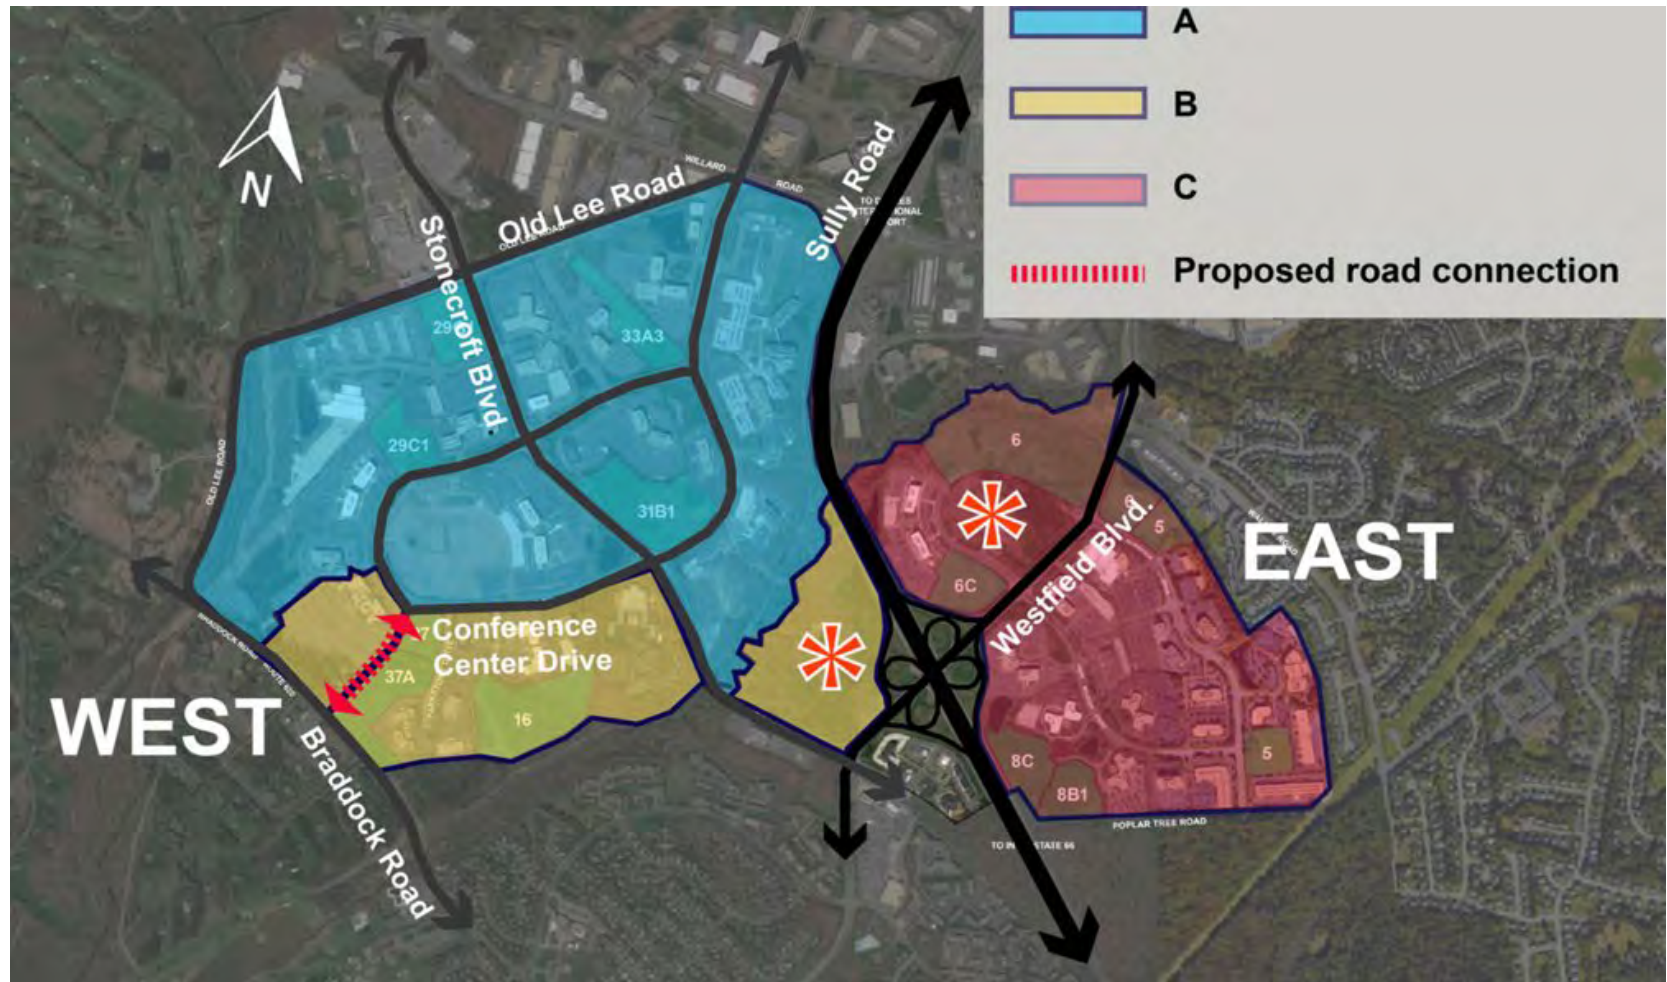 A
B
C
Proposed road connection
N
WILLARD
ROAD
Old Lee Road
OLD LEE ROAD
Sully Road
Stonecroft Blvd
29
33A3
29C1
31B1
OLD LEE ROAD
6
6
5
6C
Westfield Blvd.
EAST
Conference
Center Drive
37A
16
WEST
Braddock Road
8C
8B1
5
POPLAR TREE ROAD